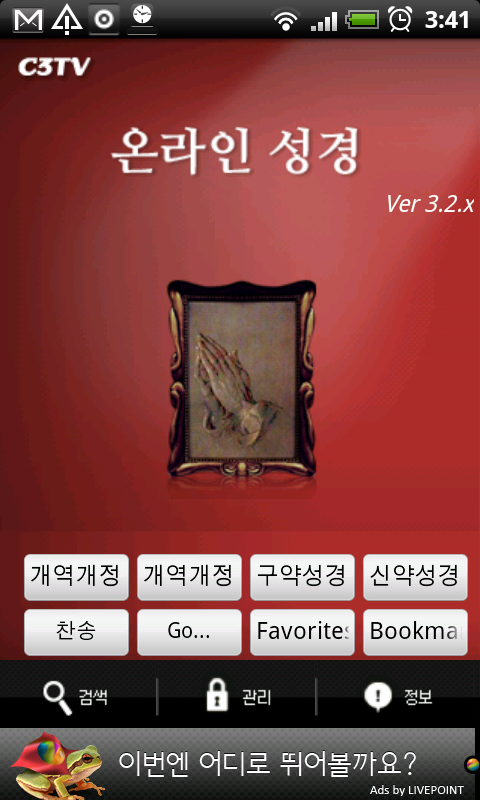 3:41
C3TV
온라인 성경
Ver 3.2.x
개역개정 개역개정 구약성경 신약성경
찬송 Go... Favorites Bookma
검색 관리 정보
이번엔 어디로 뛰어볼까요?
Ads by LIVEPOINT